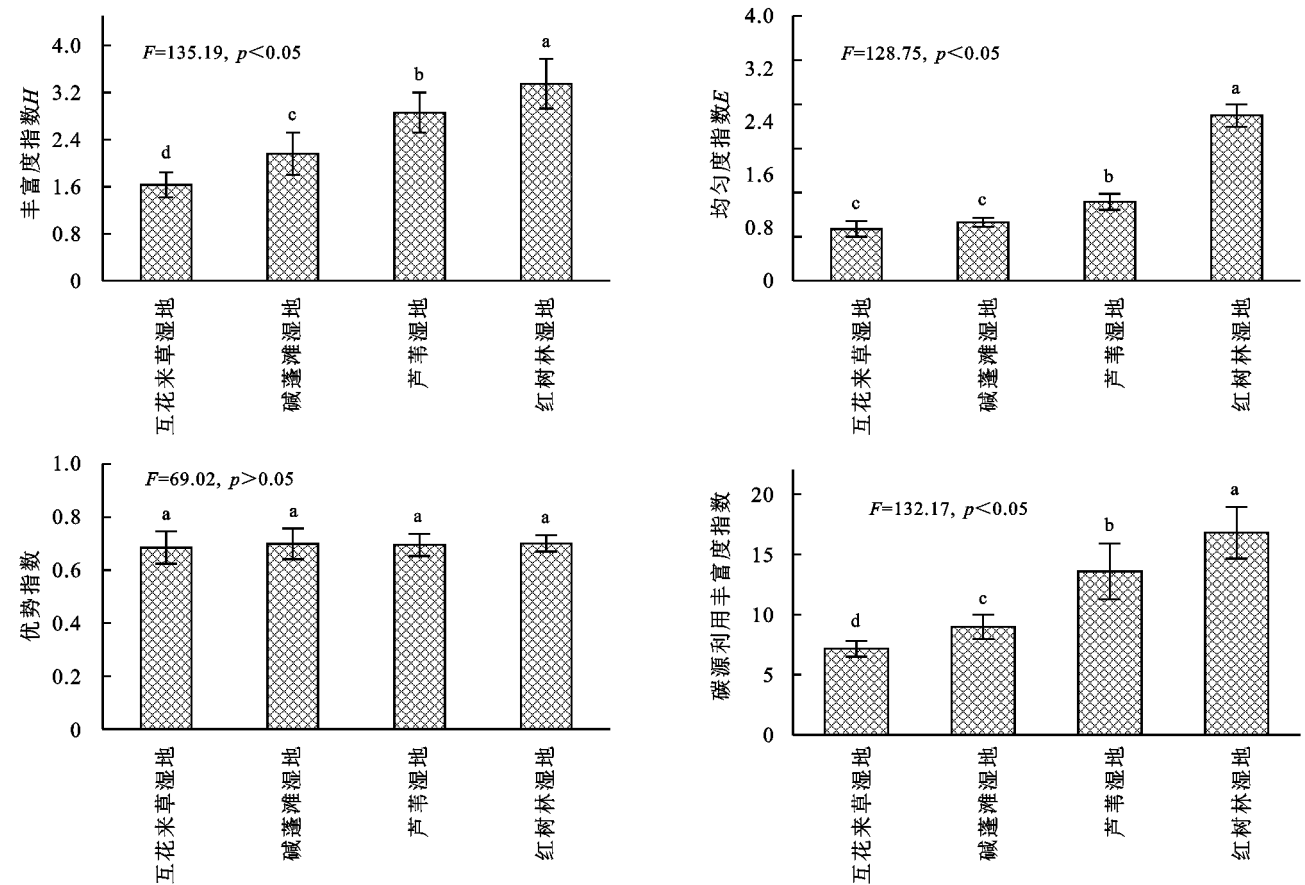 丰富度指数H
4.0
3.2
2.4
1.6
0.8
0
F=135.19, p<0.05
d
c
b
a
互花来草湿地
碱蓬滩湿地
芦苇湿地
红树林湿地
均匀度指数E
4.0
3.2
2.4
1.6
0.8
0
F=128.75, p<0.05
c
c
b
a
互花来草湿地
碱蓬滩湿地
芦苇湿地
红树林湿地
优势指数
1.0
0.8
0.6
0.4
0.2
0
F=69.02, p>0.05
a
a
a
a
互花来草湿地
碱蓬滩湿地
芦苇湿地
红树林湿地
碳源利用丰富度指数
20
15
10
5
0
F=132.17, p<0.05
d
c
b
a
互花来草湿地
碱蓬滩湿地
芦苇湿地
红树林湿地